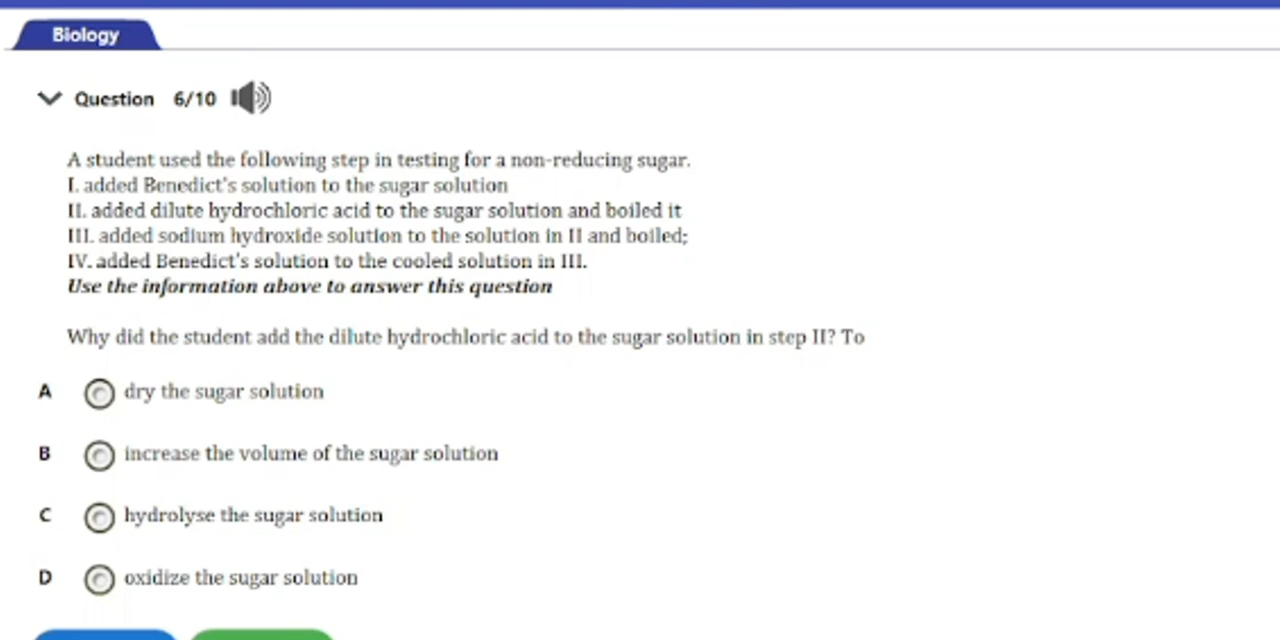 Biology
Question 6/10
A student used the following step in testing for a non-reducing sugar.
I. added Benedict's solution to the sugar solution
II. added dilute hydrochloric acid to the sugar solution and boiled it
III. added sodium hydroxide solution to the solution in II and boiled;
IV. added Benedict's solution to the cooled solution in III.
Use the information above to answer this question
Why did the student add the dilute hydrochloric acid to the sugar solution in step II? To
A dry the sugar solution
B increase the volume of the sugar solution
C hydrolyse the sugar solution
D oxidize the sugar solution